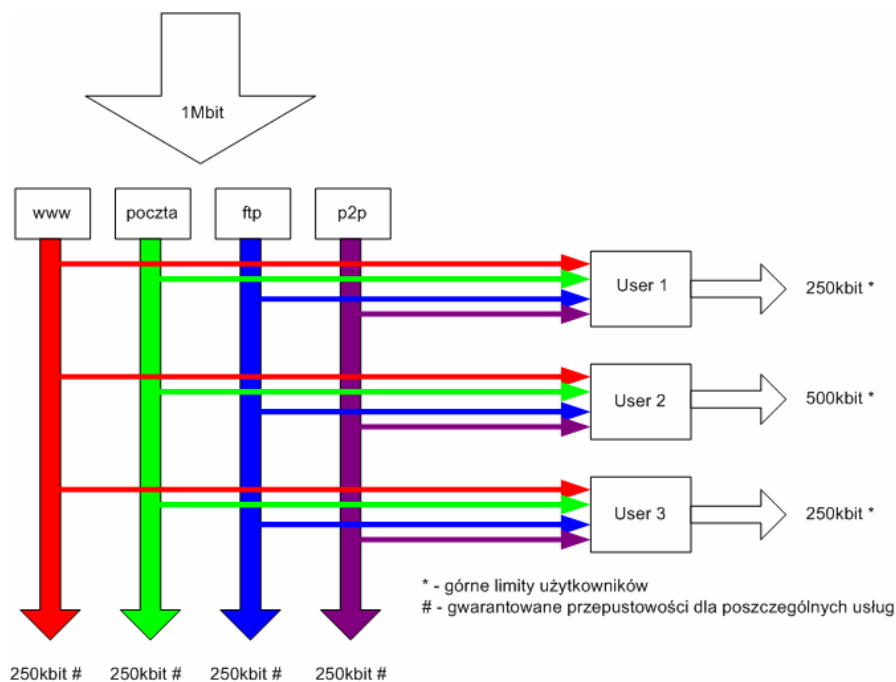 1Mbit
www poczta ftp p2p
User 1 250kbit *
User 2 500kbit *
User 3 250kbit *
* - górne limity użytkowników
# - gwarantowane przepustowości dla poszczególnych usług
250kbit # 250kbit # 250kbit # 250kbit #